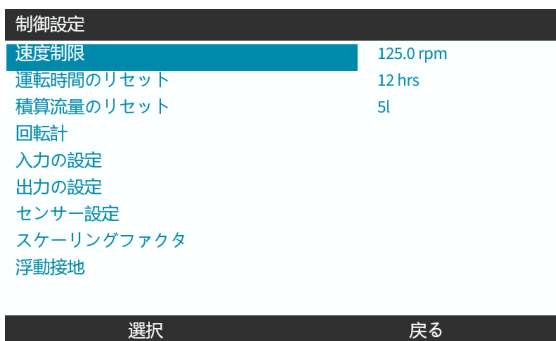 制御設定
速度制限 125.0 rpm
運転時間のリセット 12 hrs
積算流量のリセット 5l
回転計
入力の設定
出力の設定
センサー設定
スケーリングファクタ
浮動接地
選択 戻る